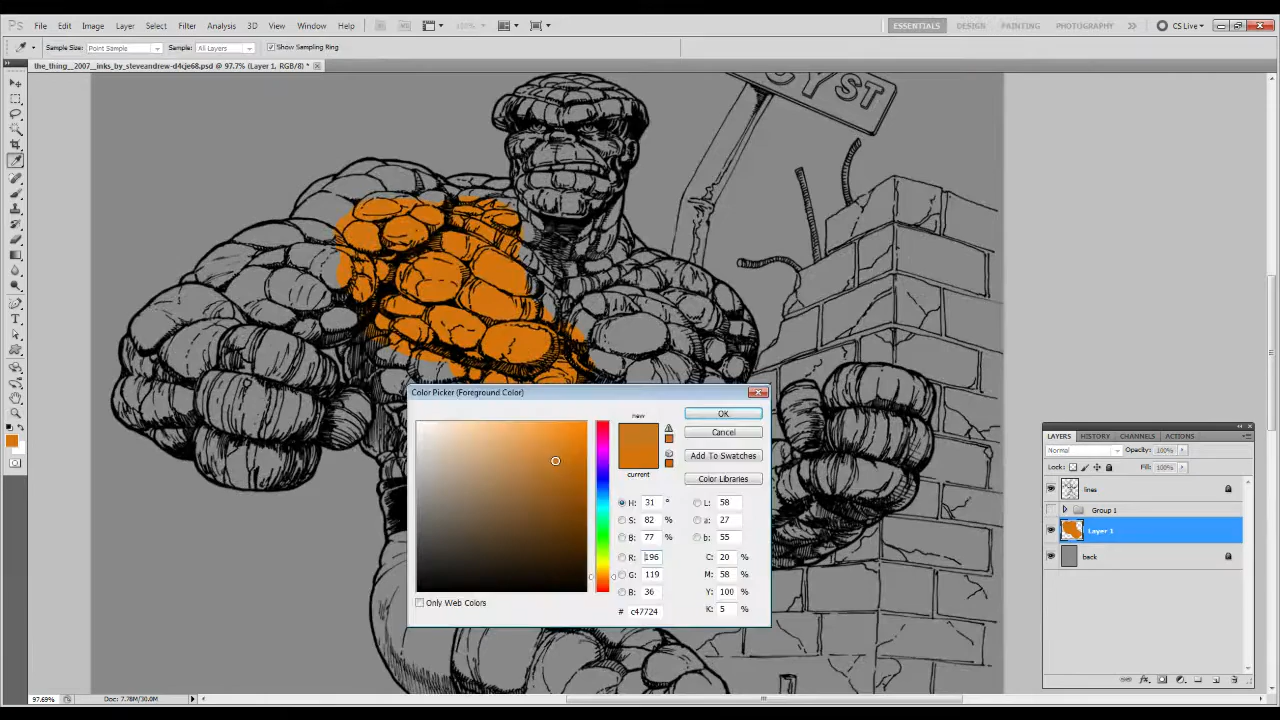 Ps File Edit Image Layer Select Filter Analysis 3D View Window Help 100% ESSENTIALS DESIGN PAINTING PHOTOGRAPHY CS Live
Sample Size: Point Sample Sample: All Layers Show Sampling Ring
the_thing__2007__inks_by_steveandrew-d4cje68.psd @ 97.7% (Layer 1, RGB/8) *
CYST
Color Picker (Foreground Color)
new
current
OK
Cancel
Add To Swatches
Color Libraries
H: 31 °
S: 82 %
B: 77 %
R: 196
G: 119
B: 36
# c47724
L: 58
a: 27
b: 55
C: 20 %
M: 58 %
Y: 100 %
K: 5 %
Only Web Colors
LAYERS HISTORY CHANNELS ACTIONS
Normal Opacity: 100%
Lock: Fill: 100%
lines
Group 1
Layer 1
back
97.69% Doc: 7.78M/30.0M